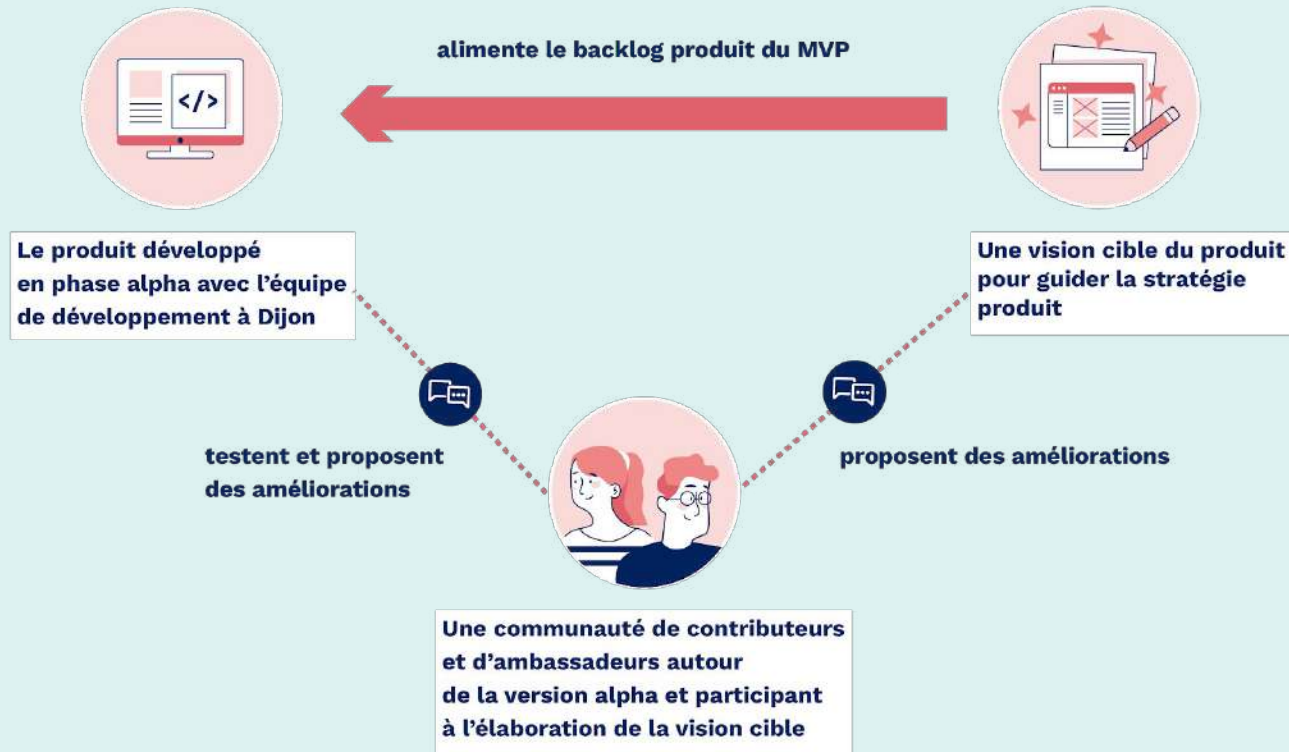 alimente le backlog produit du MVP
</>
Le produit développé
en phase alpha avec l’équipe
de développement à Dijon
Une vision cible du produit
pour guider la stratégie
produit
testent et proposent
des améliorations
proposent des améliorations
Une communauté de contributeurs
et d’ambassadeurs autour
de la version alpha et participant
à l’élaboration de la vision cible